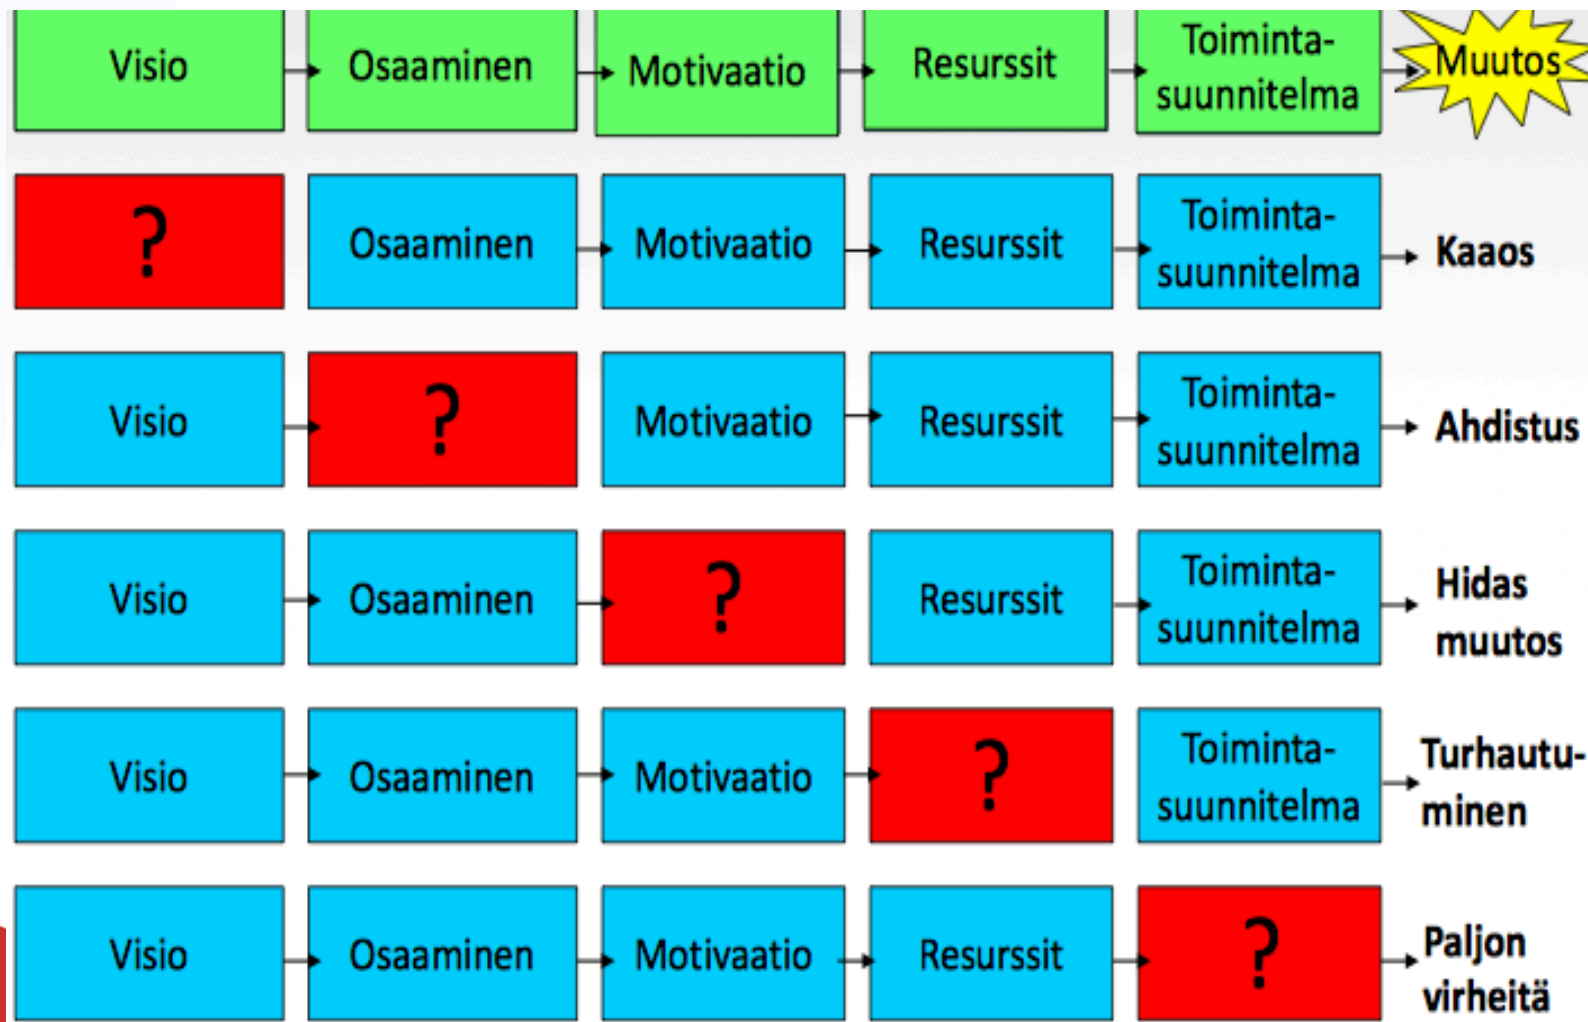 Visio Osaaminen Motivaatio Resurssit Toiminta-
suunnitelma Muutos
? Osaaminen Motivaatio Resurssit Toiminta-
suunnitelma Kaaos
Visio ? Motivaatio Resurssit Toiminta-
suunnitelma Ahdistus
Visio Osaaminen ? Resurssit Toiminta-
suunnitelma Hidas
muutos
Visio Osaaminen Motivaatio ? Toiminta-
suunnitelma Turhautu-
minen
Visio Osaaminen Motivaatio Resurssit ? Paljon
virheitä